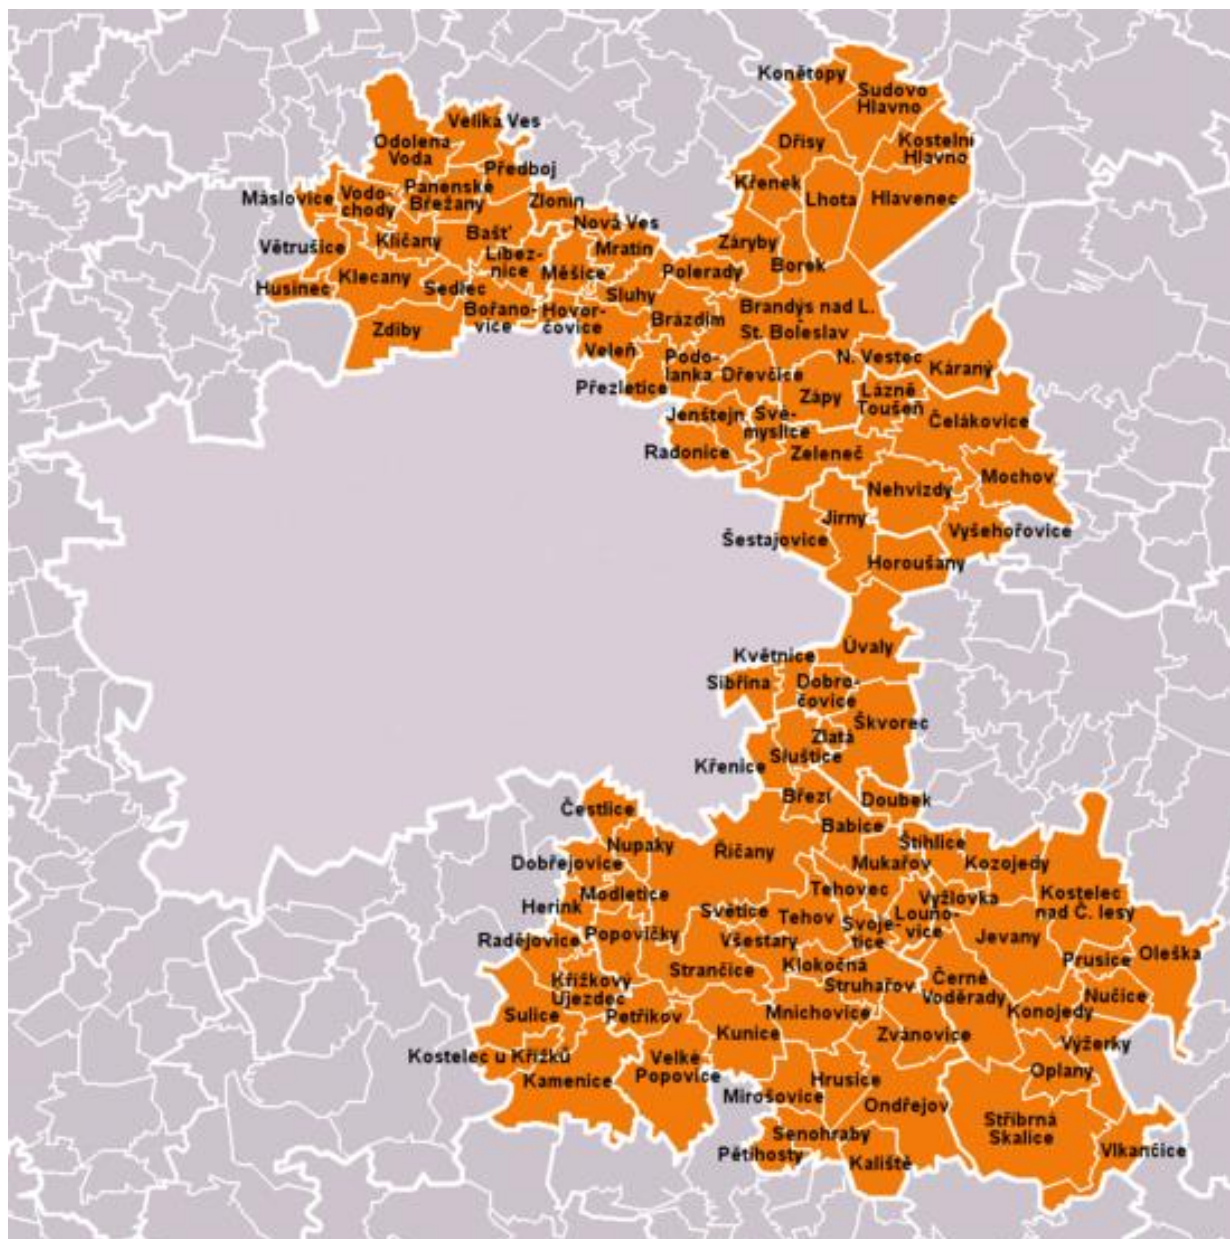 Konětopy
Sudovo
Hlavno
Velika Ves
Odolena
Voda
Dřisy
Kostelní
Hlavno
Předboj
Křenek
Máslovice
Vodo-
chody
Panenské
Břežany
Zlonín
Lhota
Hlavenec
Nová Ves
Větrušice
Klíčany
Bašť
Mratín
Záryby
Líbez-
nice
Klecany
Měšice
Polerady
Borek
Husinec
Sedlec
Sluhy
Zdiby
Bořano-
vice
Hovor-
čovice
Brázdim
Brandýs nad L.
-
St. Boleslav
Veleň
Podo-
lanka
Dřevčice
N. Vestec
Káraný
Přezletice
Zápy
Lázně
Toušeň
Jenštejn
Své-
myslice
Čelákovice
Radonice
Zeleneč
Mochov
Nehvizdy
Jirny
Šestajovice
Vyšehořovice
Horoušany
Úvaly
Květnice
Sibřina
Dobro-
čovice
Škvorec
Zlatá
Sluštice
Křenice
Březí
Doubek
Čestlice
Babice
Nupaky
Říčany
Štíhlice
Dobřejovice
Mukařov
Kozojedy
Modletice
Tehovec
Vyžlovka
Kostelec
nad Č. lesy
Herink
Světice
Tehov
Svoje-
tice
Louňo-
vice
Radějovice
Popovičky
Všestary
Jevany
Oleška
Strančice
Klokočná
Prusice
Křížkový
Újezdec
Struhařov
Černé
Voděrady
Nučice
Sulice
Petříkov
Mnichovice
Konojedy
Kunice
Zvánovice
Výžerky
Kostelec u Křížků
Velké
Popovice
Kamenice
Hrusice
Oplany
Mirošovice
Ondřejov
Stříbrná
Skalice
Senohraby
Pětihosty
Kaliště
Vlkančice